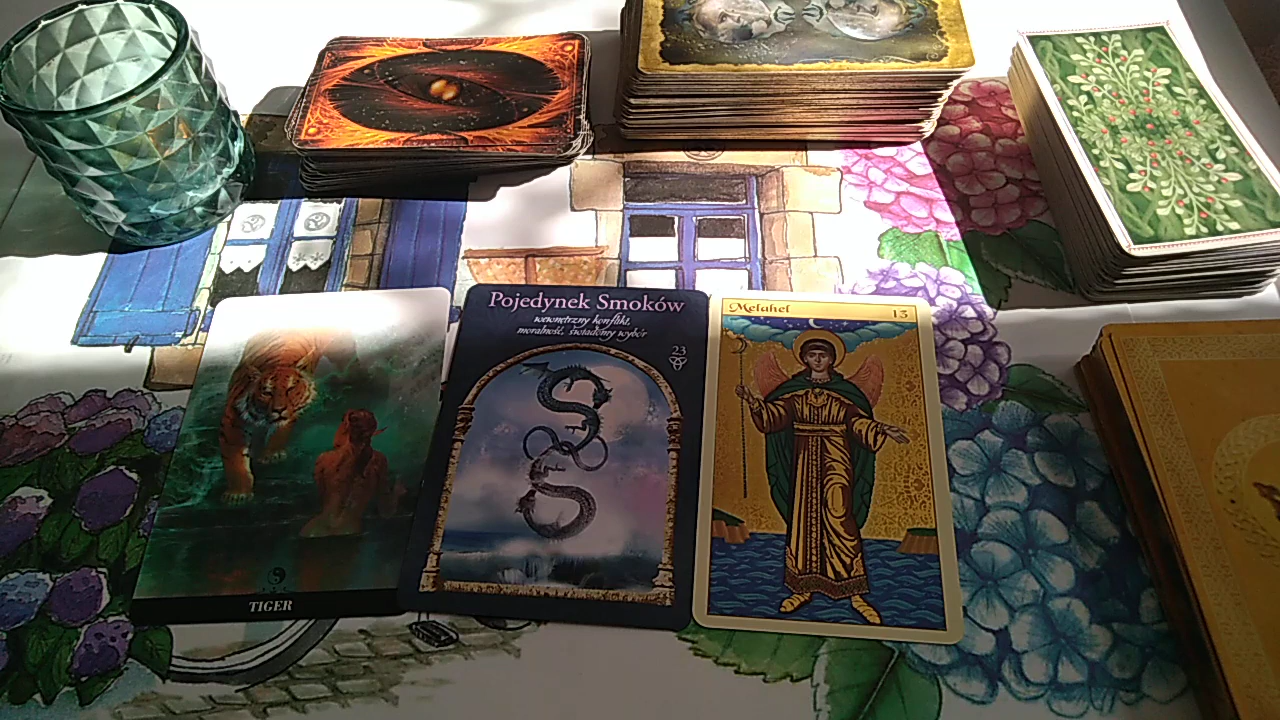 TIGER
Pojedynek Smoków
wewnętrzny konflikt,
moralność, świadomy wybór
23
Melahel 13